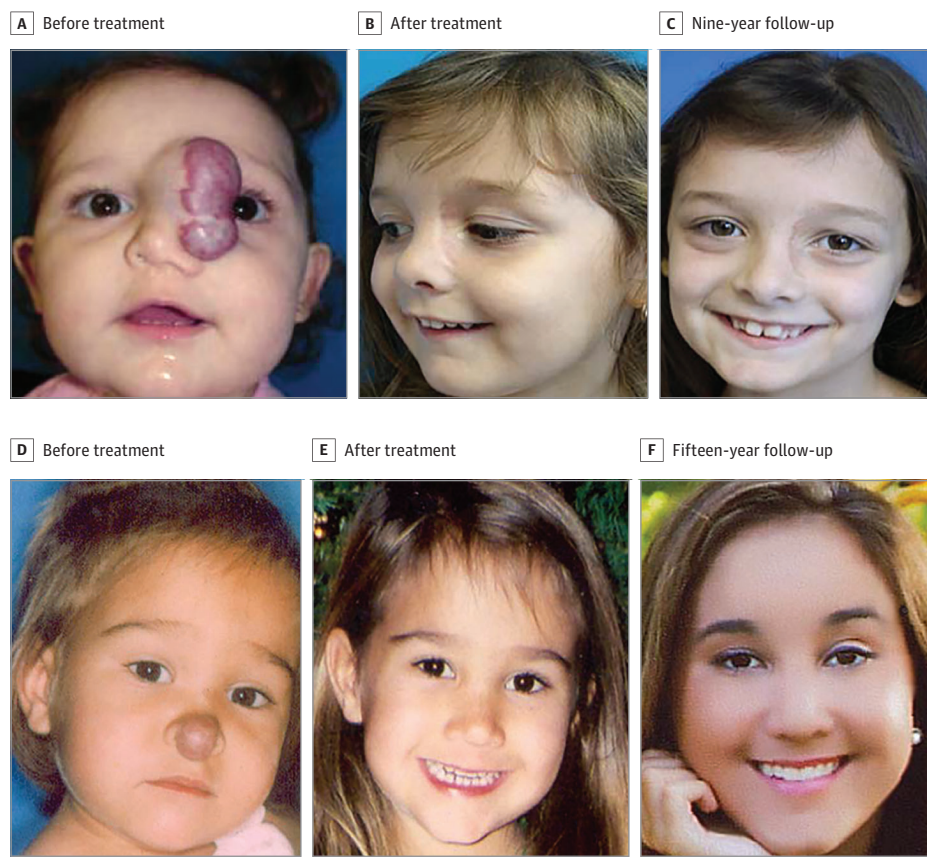 A Before treatment
B After treatment
C Nine-year follow-up
D Before treatment
E After treatment
F Fifteen-year follow-up